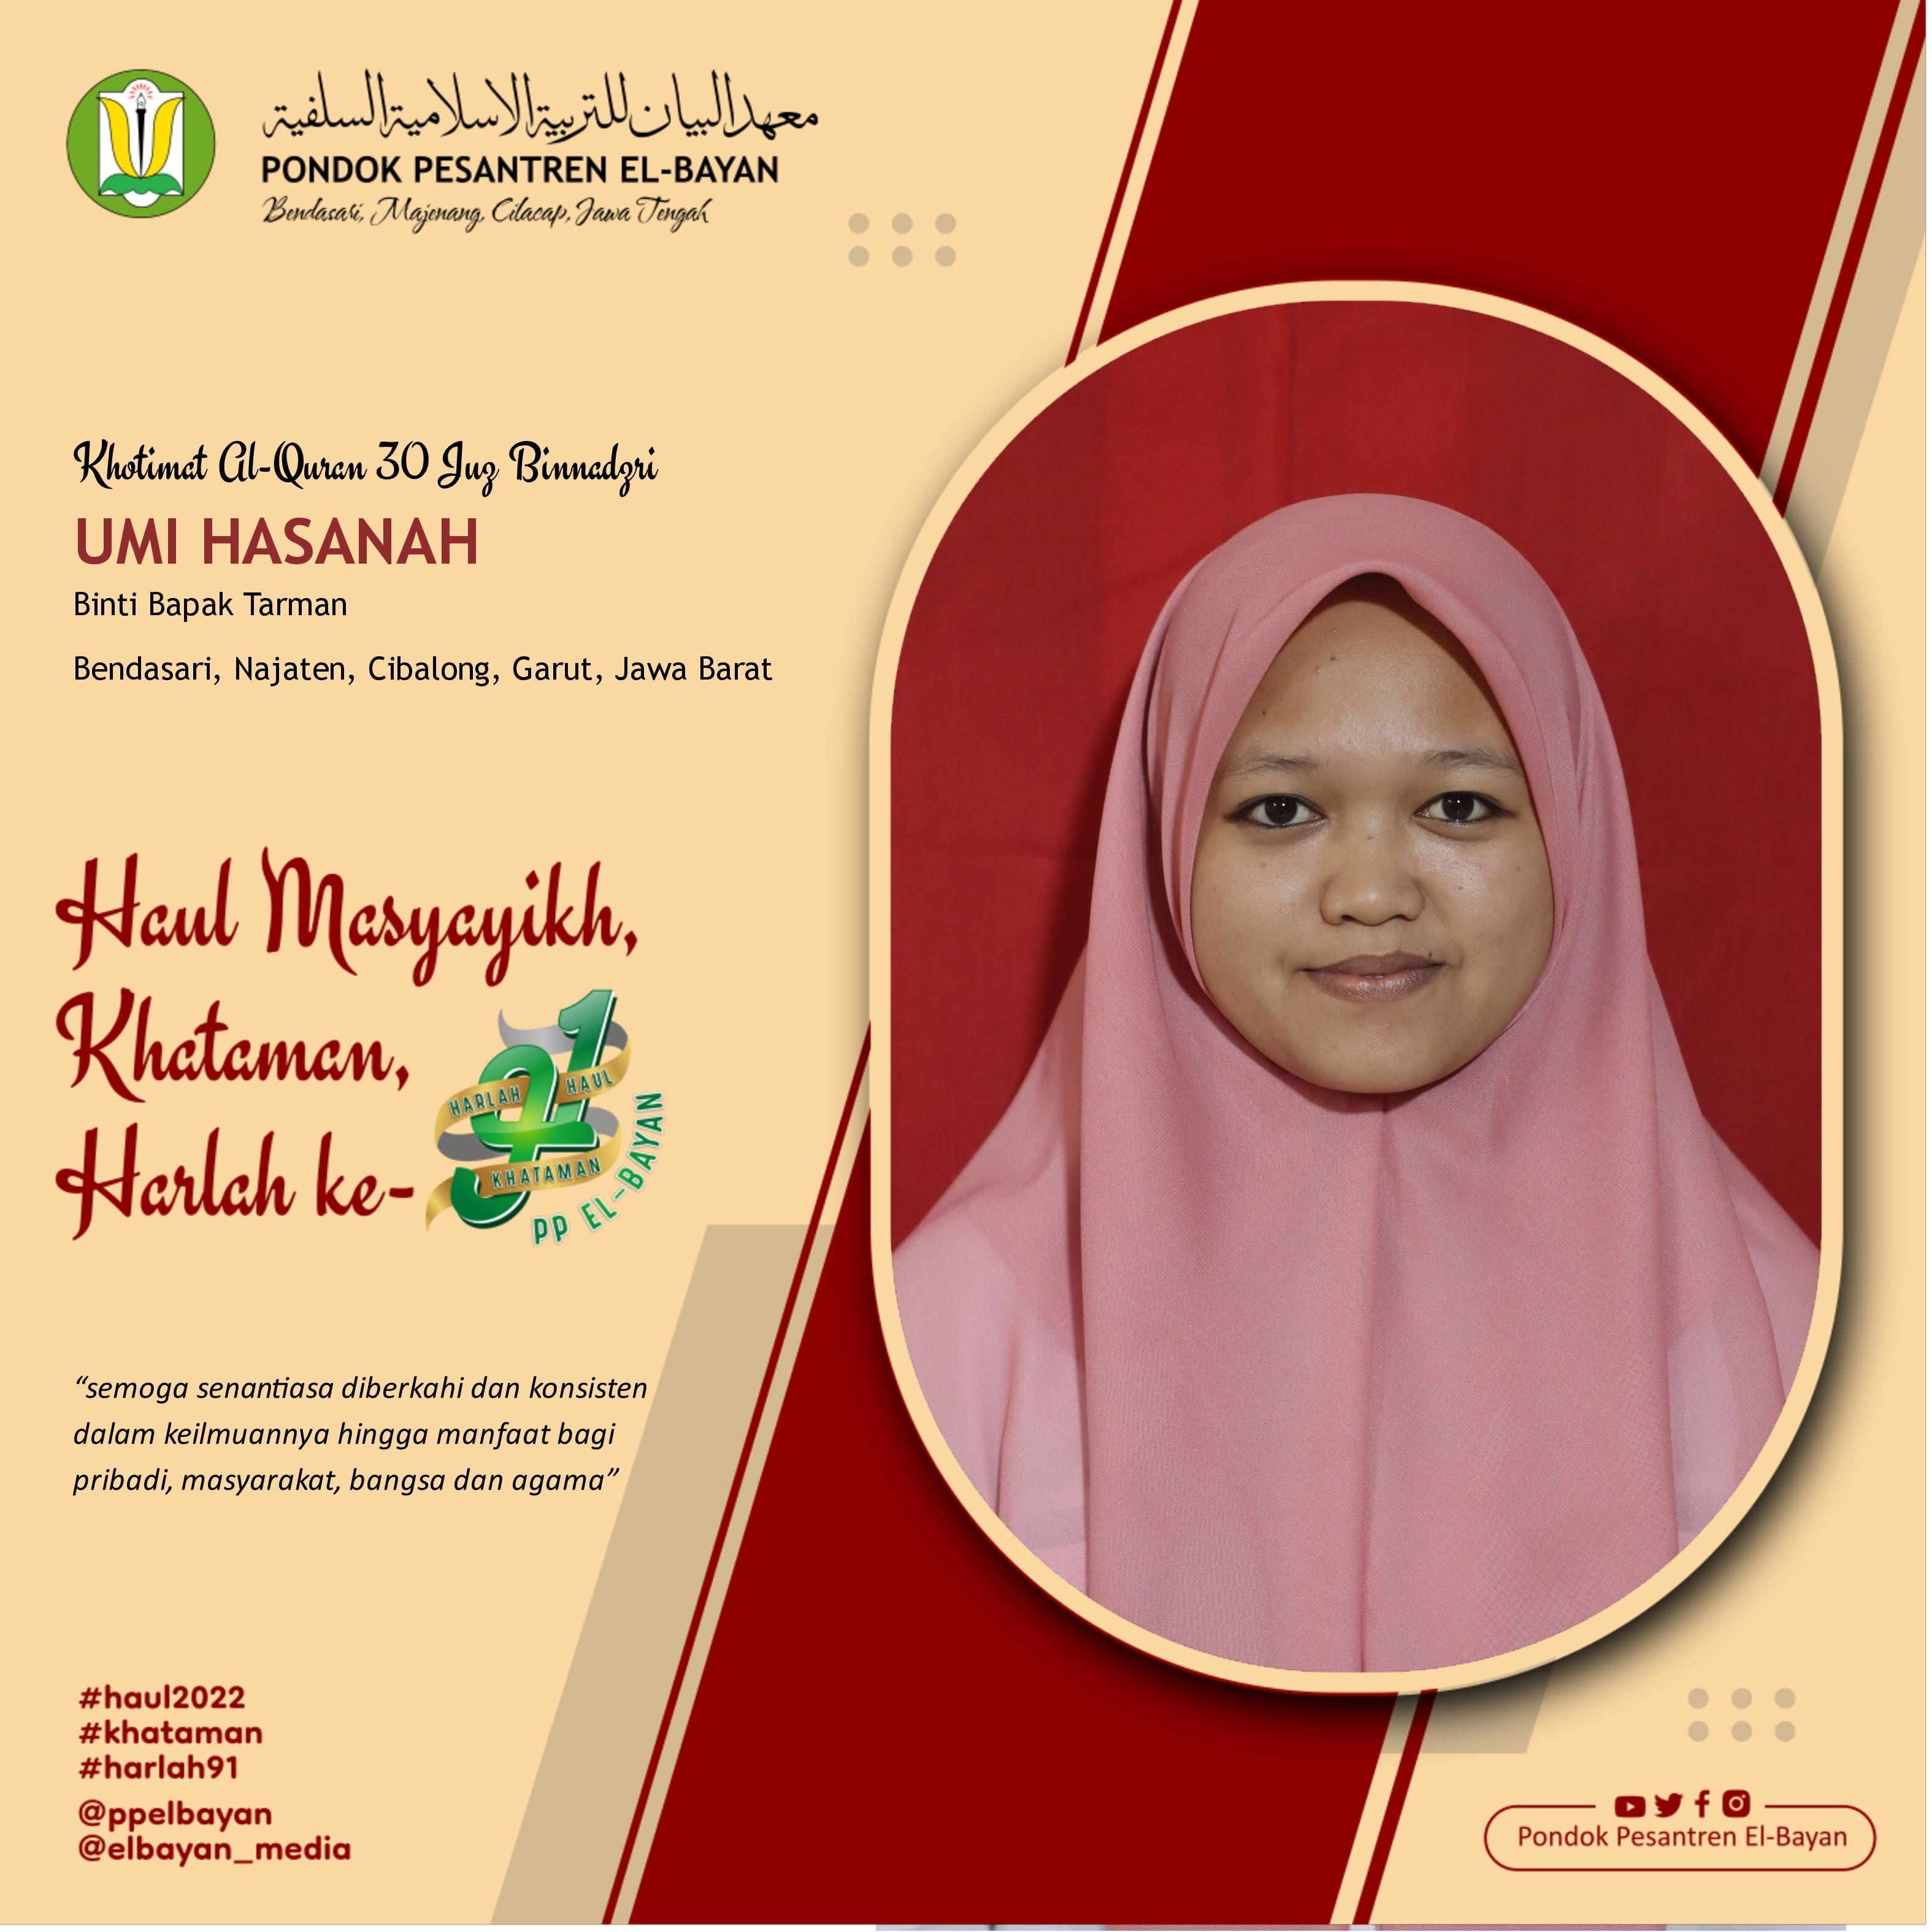 معهد البيان للتربية الاسلامية السلفية
PONDOK PESANTREN EL-BAYAN
Bendasari, Majenang, Cilacap, Jawa Tengah
Khotimat Al-Quran 30 Juz Binnadzri
UMI HASANAH
Binti Bapak Tarman
Bendasari, Najaten, Cibalong, Garut, Jawa Barat
Haul Masyayikh,
Khataman,
Harlah ke-
91
HARLAH HAUL
KHATAMAN
PP EL-BAYAN
“semoga senantiasa diberkahi dan konsisten
dalam keilmuannya hingga manfaat bagi
pribadi, masyarakat, bangsa dan agama”
#haul2022
#khataman
#harlah91
@ppelbayan
@elbayan_media
Pondok Pesantren El-Bayan